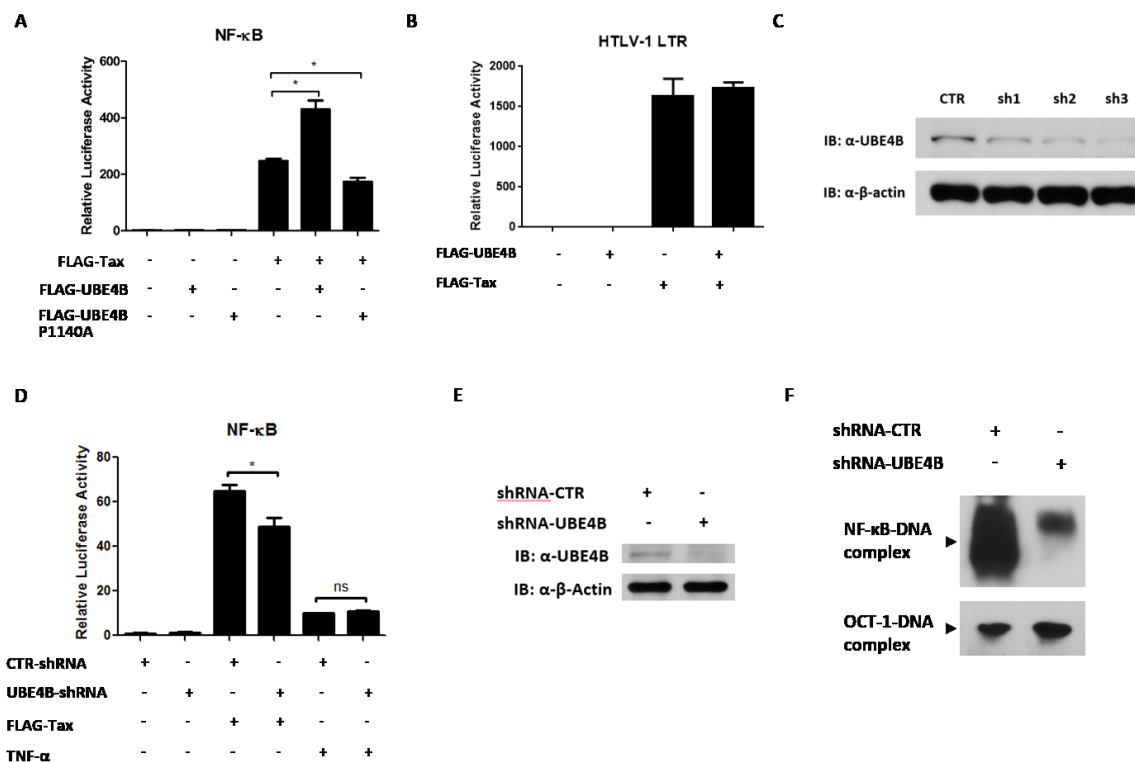 A
NF-κB
Relative Luciferase Activity
600
400
200
0
* *
FLAG-Tax - - - + + +
FLAG-UBE4B - + - - + -
FLAG-UBE4B P1140A - - + - - +
B
HTLV-1 LTR
Relative Luciferase Activity
2000
1500
1000
500
0
FLAG-UBE4B - + - +
FLAG-Tax - - + +
C
CTR sh1 sh2 sh3
IB: α-UBE4B
IB: α-β-actin
D
NF-κB
Relative Luciferase Activity
80
60
40
20
0
* ns
CTR-shRNA + - + - + -
UBE4B-shRNA - + - + - +
FLAG-Tax - - + + - -
TNF-α - - - - + +
E
shRNA-CTR + -
shRNA-UBE4B - +
IB: α-UBE4B
IB: α-β-Actin
F
shRNA-CTR + -
shRNA-UBE4B - +
NF-κB-DNA
complex
OCT-1-DNA
complex